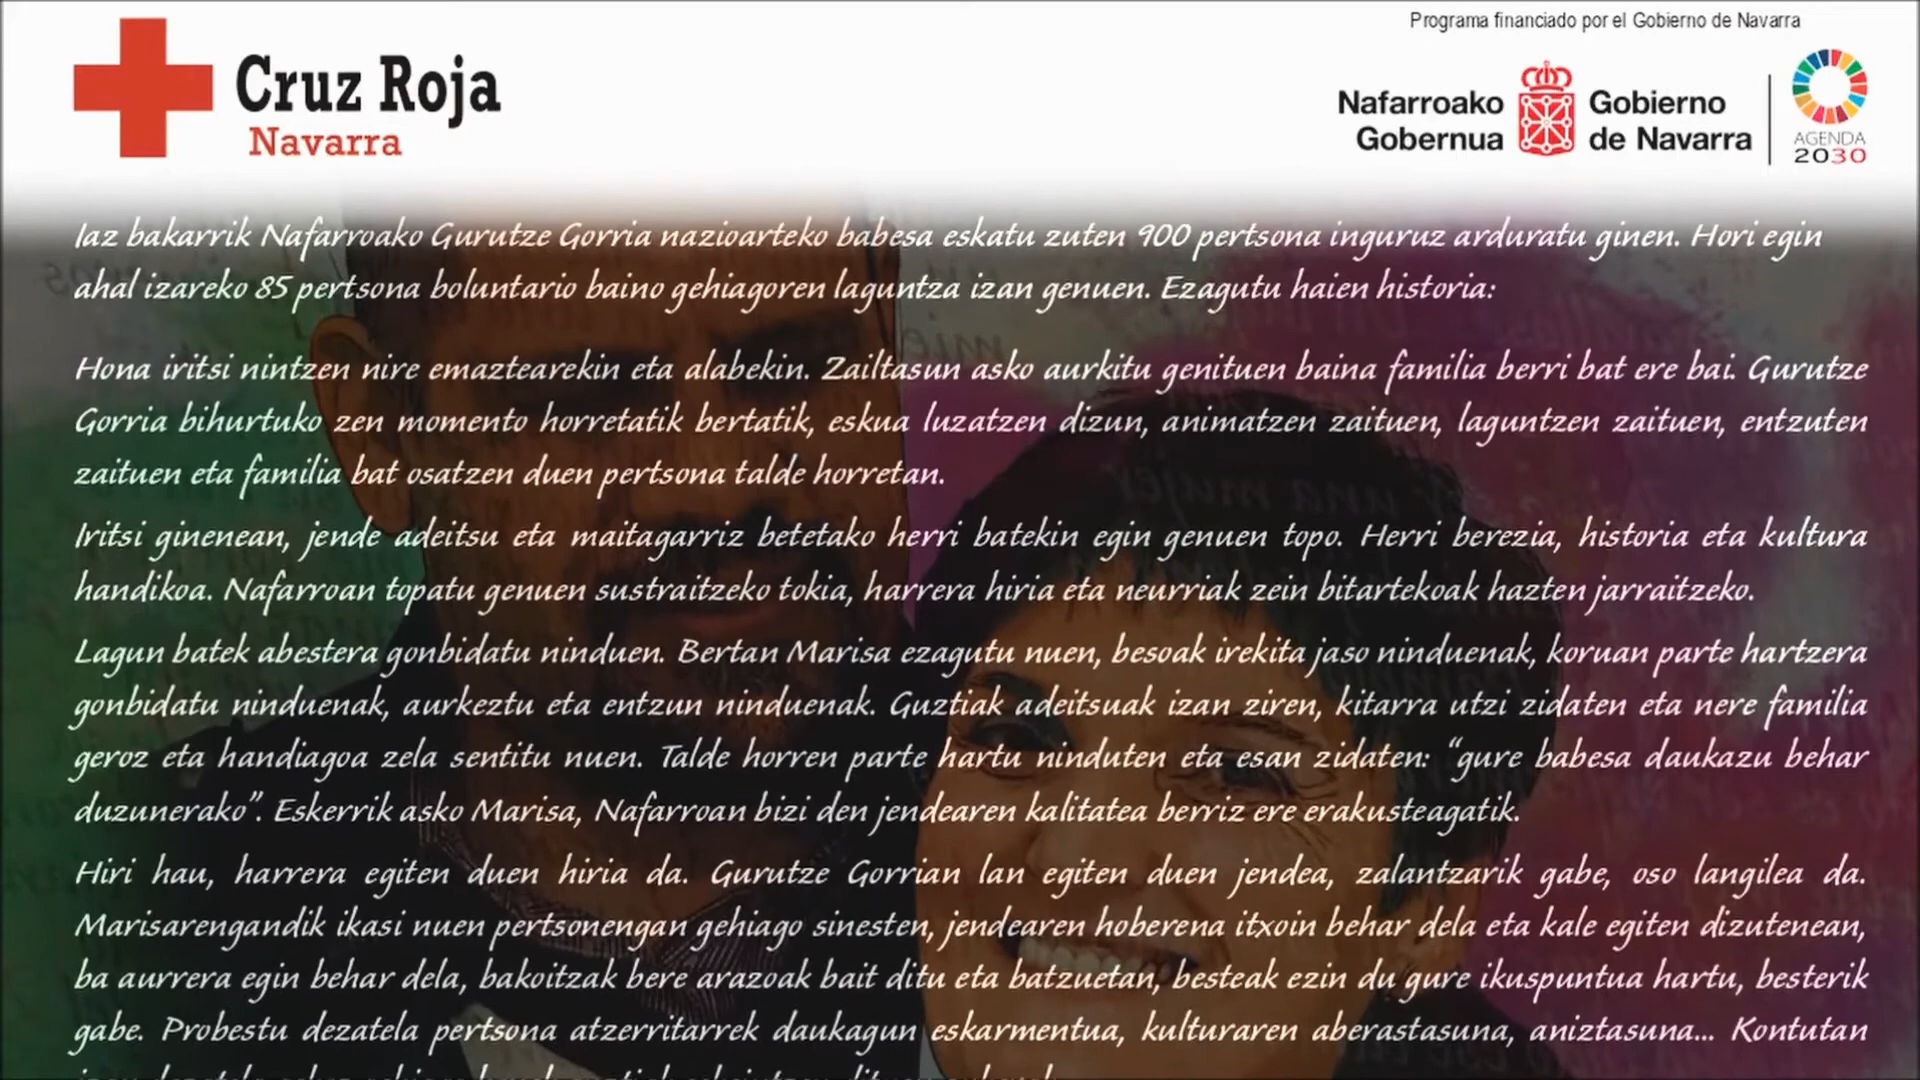 Programa financiado por el Gobierno de Navarra
Cruz Roja
Navarra
Nafarroako
Gobernua
Gobierno
de Navarra
AGENDA
2030
Iaz bakarrik Nafarroako Gurutze Gorria nazioarteko babesa eskatu zuten 900 pertsona inguruz arduratu ginen. Hori egin
ahal izareko 85 pertsona boluntario baino gehiagoren laguntza izan genuen. Ezagutu haien historia:
Hona iritsi nintzen nire emaztearekin eta alabekin. Zailtasun asko aurkitu genituen baina familia berri bat ere bai. Gurutze
Gorria bihurtuko zen momento horretatik bertatik, eskua luzatzen dizun, animatzen zaituen, laguntzen zaituen, entzuten
zaituen eta familia bat osatzen duen pertsona talde horretan.
Iritsi ginenean, jende adeitsu eta maitagarriz betetako herri batekin egin genuen topo. Herri berezia, historia eta kultura
handikoa. Nafarroan topatu genuen sustraitzeko tokia, harrera hiria eta neurriak zein bitartekoak hazten jarraitzeko.
Lagun batek abestera gonbidatu ninduen. Bertan Marisa ezagutu nuen, besoak irekita jaso ninduenak, koruan parte hartzera
gonbidatu ninduenak, aurkeztu eta entzun ninduenak. Guztiak adeitsuak izan ziren, kitarra utzi zidaten eta nere familia
geroz eta handiagoa zela sentitu nuen. Talde horren parte hartu ninduten eta esan zidaten: “gure babesa daukazu behar
duzunerako”. Eskerrik asko Marisa, Nafarroan bizi den jendearen kalitatea berriz ere erakusteagatik.
Hiri hau, harrera egiten duen hiria da. Gurutze Gorrian lan egiten duen jendea, zalantzarik gabe, oso langilea da.
Marisarengandik ikasi nuen pertsonengan gehiago sinesten, jendearen hoberena itxoin behar dela eta kale egiten dizutenean,
ba aurrera egin behar dela, bakoitzak bere arazoak bait ditu eta batzuetan, besteak ezin du gure ikuspuntua hartu, besterik
gabe. Probestu dezatela pertsona atzerritarrek daukagun eskarmentua, kulturaren aberastasuna, aniztasuna... Kontutan